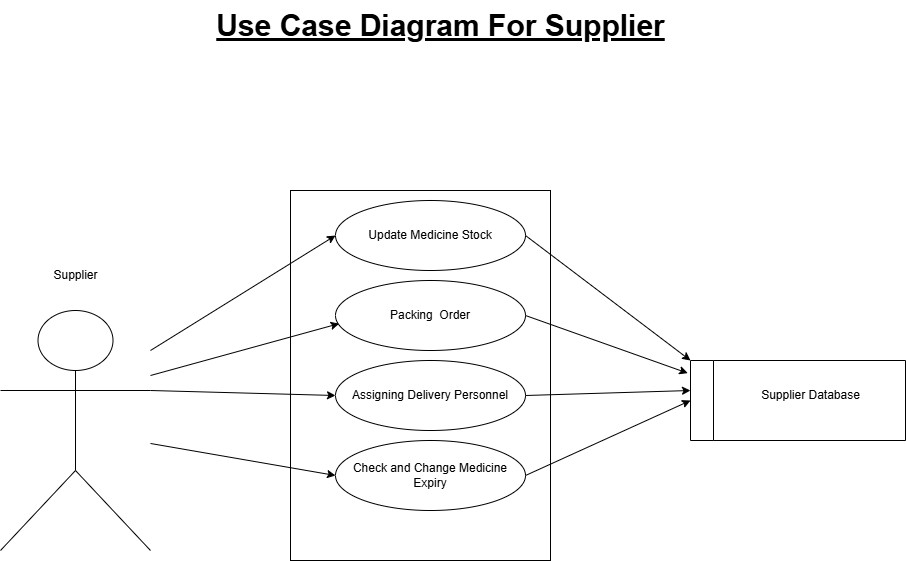 Use Case Diagram For Supplier
Supplier
Update Medicine Stock
Packing  Order
Assigning Delivery Personnel
Check and Change Medicine
Expiry
Supplier Database